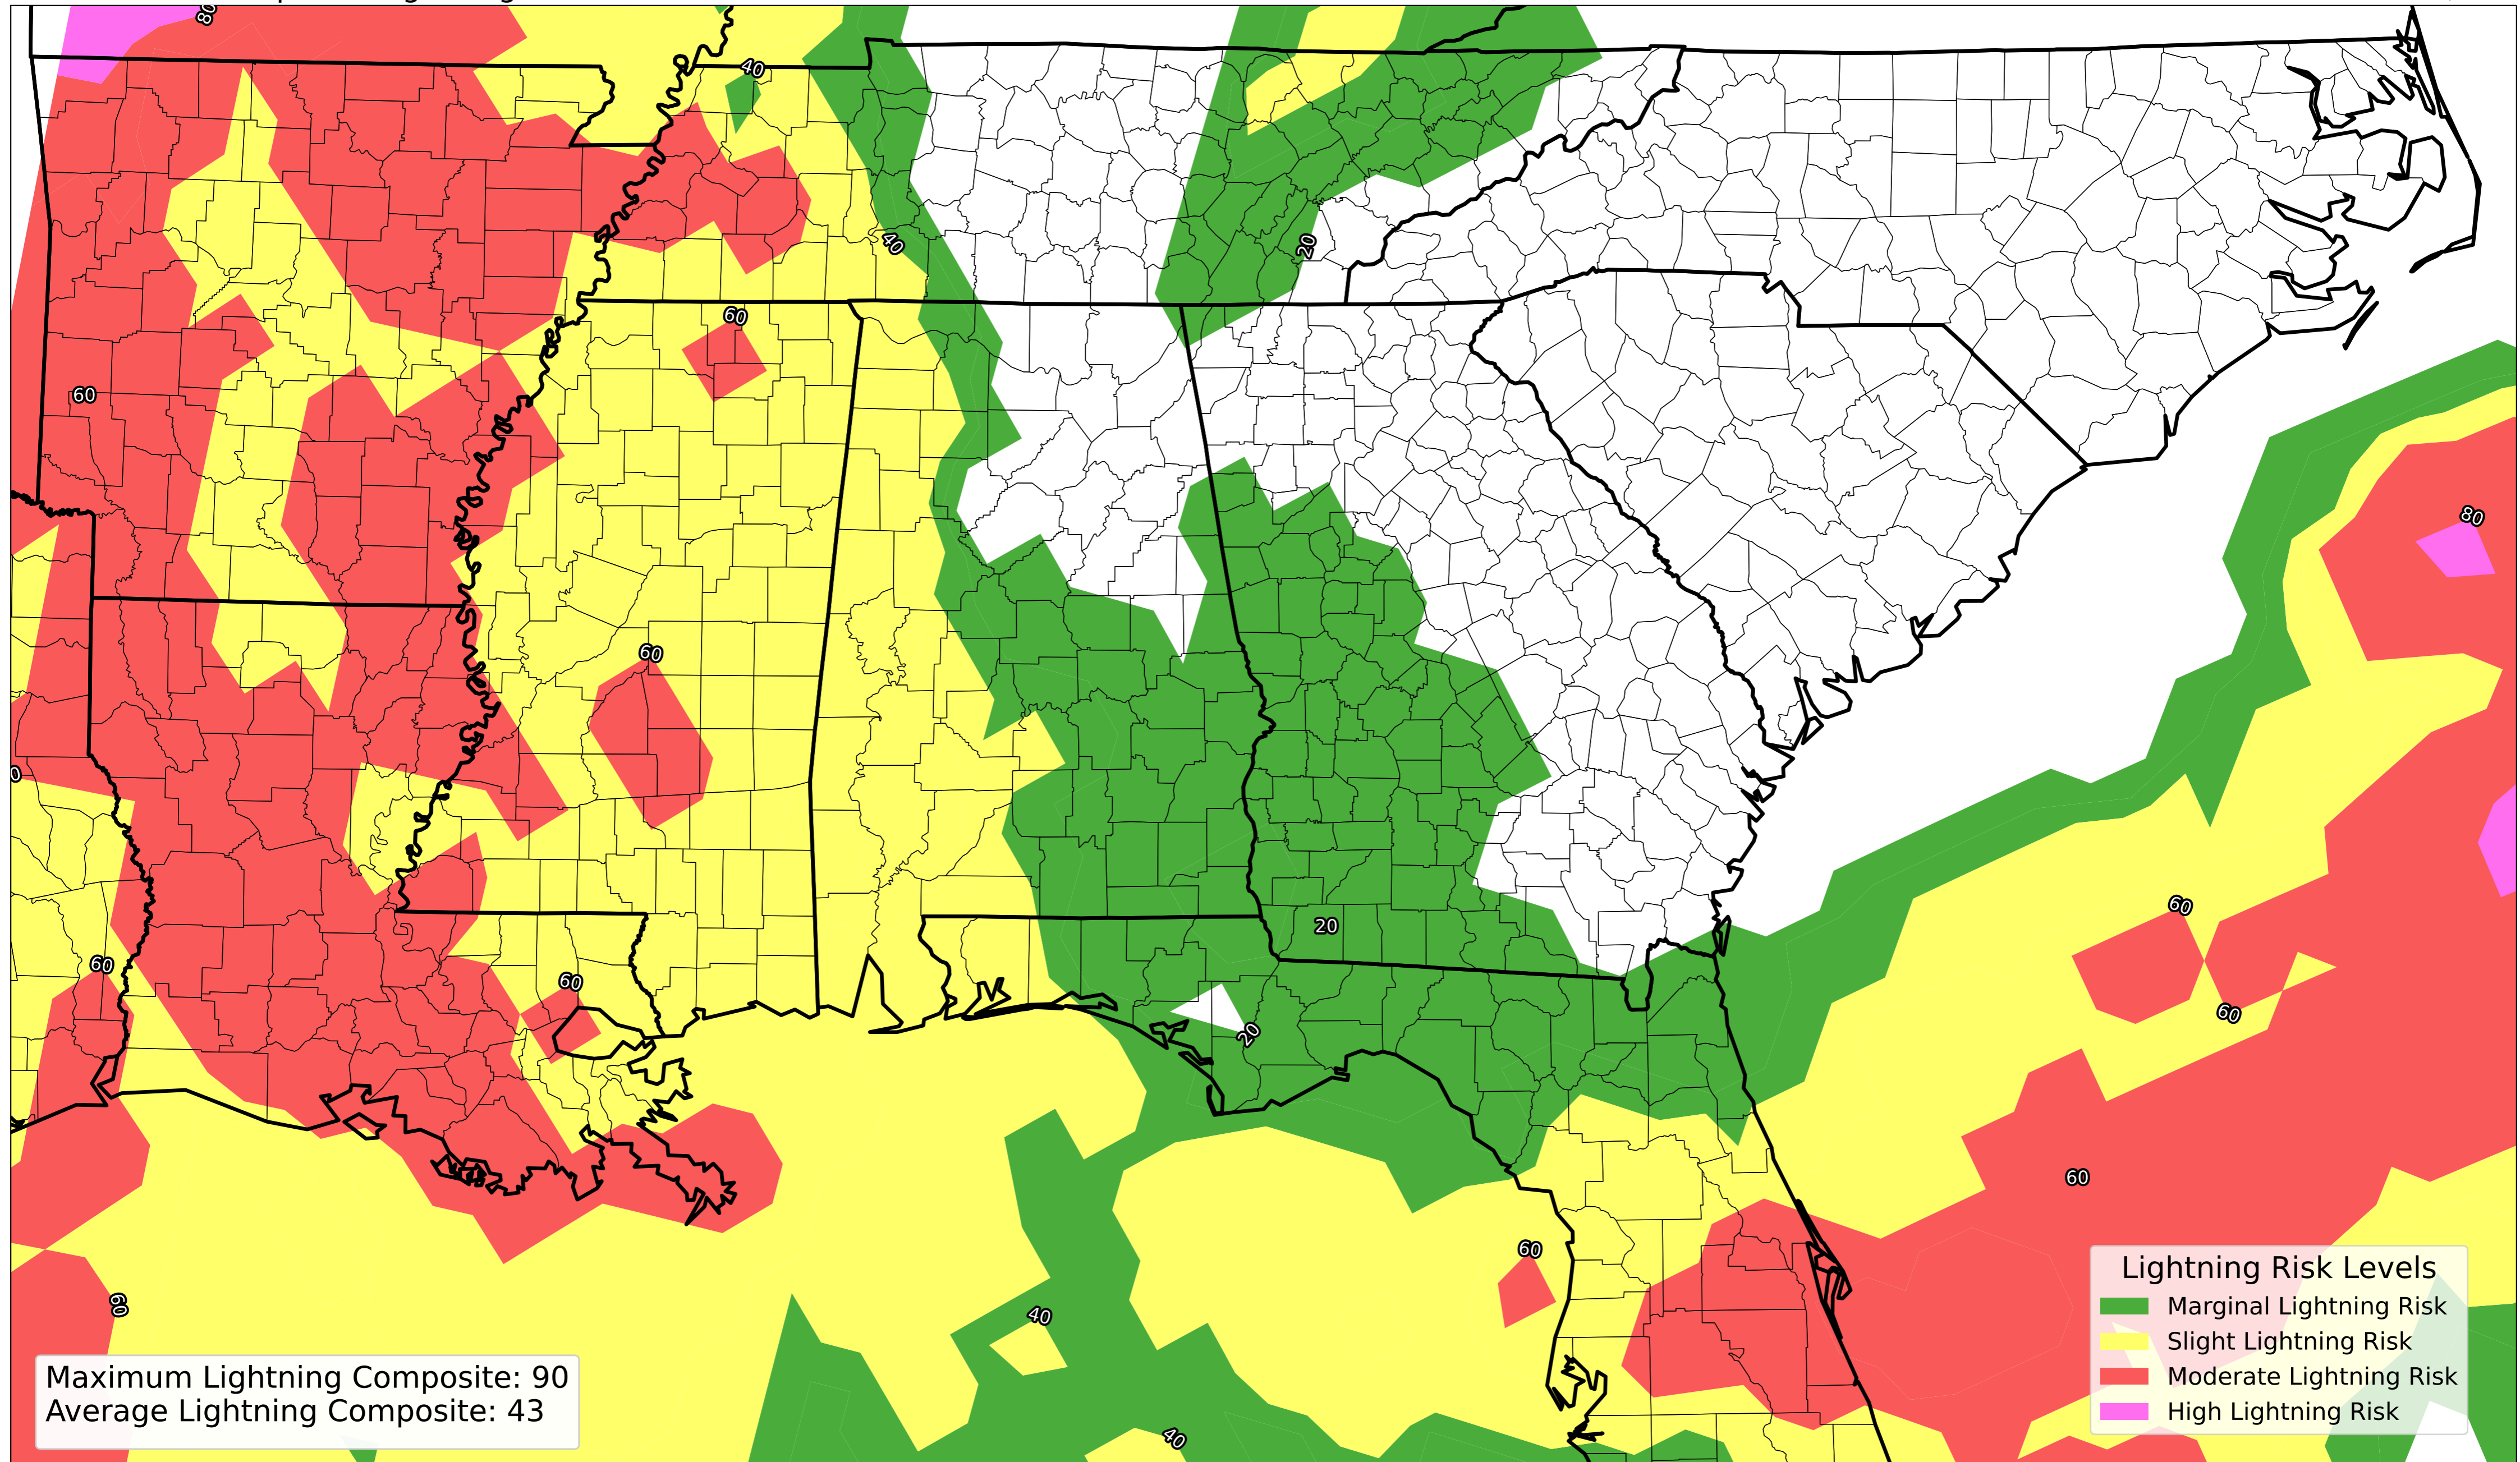 80
40
40
20
60
60
80
60
60
20
60
60
60
60
20
60
60
60
40
40
Lightning Risk Levels
Marginal Lightning Risk
Slight Lightning Risk
Moderate Lightning Risk
High Lightning Risk
Maximum Lightning Composite: 90
Average Lightning Composite: 43